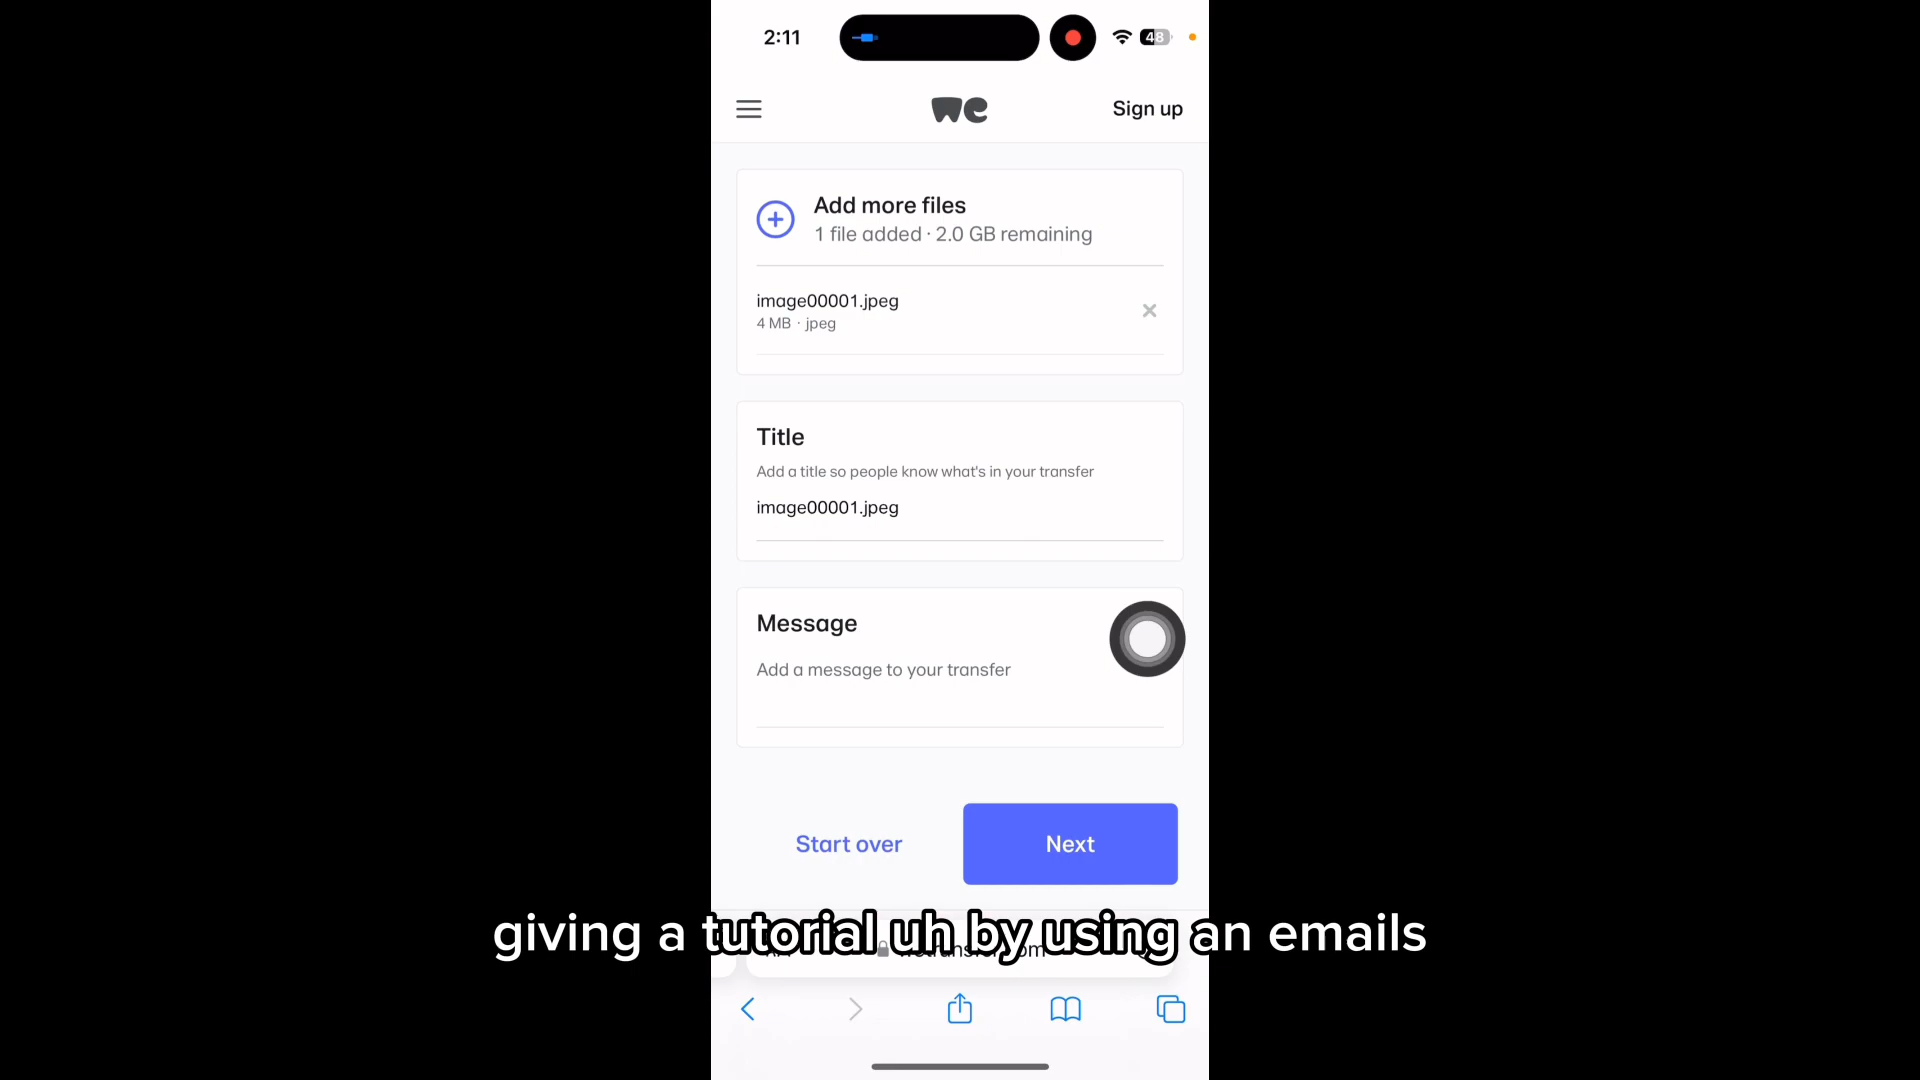 2:11
48
we
Sign up
Add more files
1 file added · 2.0 GB remaining
image00001.jpeg
4 MB · jpeg
Title
Add a title so people know what's in your transfer
image00001.jpeg
Message
Add a message to your transfer
Start over
Next
giving a tutorial uh by using an emails